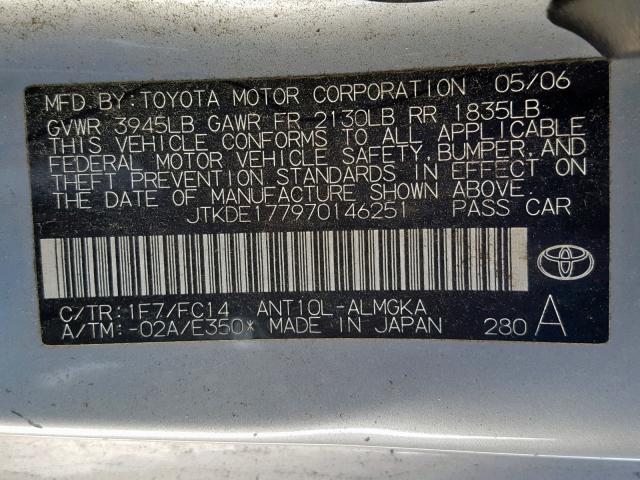 MFD. BY: TOYOTA MOTOR CORPORATION 05/06
GVWR 3945LB GAWR FR 2130LB RR 1835LB
THIS VEHICLE CONFORMS TO ALL APPLICABLE
FEDERAL MOTOR VEHICLE SAFETY, BUMPER, AND
THEFT PREVENTION STANDARDS IN EFFECT ON
THE DATE OF MANUFACTURE SHOWN ABOVE.
JTKDE177970146251 PASS CAR
C/TR: 1F7/FC14 ANT10L-ALMGKA
A/TM: -02A/E350* MADE IN JAPAN 280 A